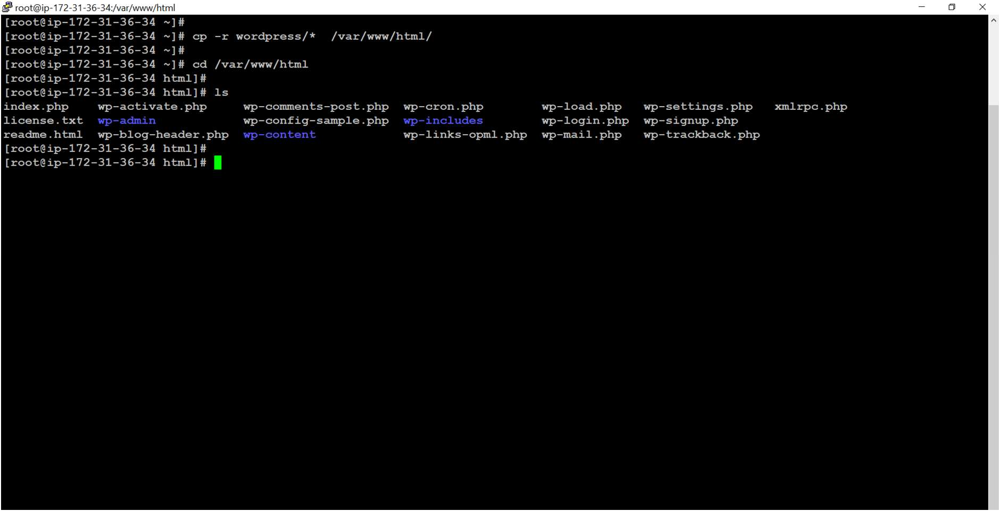 root@ip-172-31-36-34:/var/www/html
[root@ip-172-31-36-34 ~]#
[root@ip-172-31-36-34 ~]# cp -r wordpress/*  /var/www/html/
[root@ip-172-31-36-34 ~]#
[root@ip-172-31-36-34 ~]# cd /var/www/html
[root@ip-172-31-36-34 html]#
[root@ip-172-31-36-34 html]# ls
index.php    wp-activate.php     wp-comments-post.php  wp-cron.php        wp-load.php   wp-settings.php   xmlrpc.php
license.txt  wp-admin            wp-config-sample.php  wp-includes        wp-login.php  wp-signup.php
readme.html  wp-blog-header.php  wp-content            wp-links-opml.php  wp-mail.php   wp-trackback.php
[root@ip-172-31-36-34 html]#
[root@ip-172-31-36-34 html]#